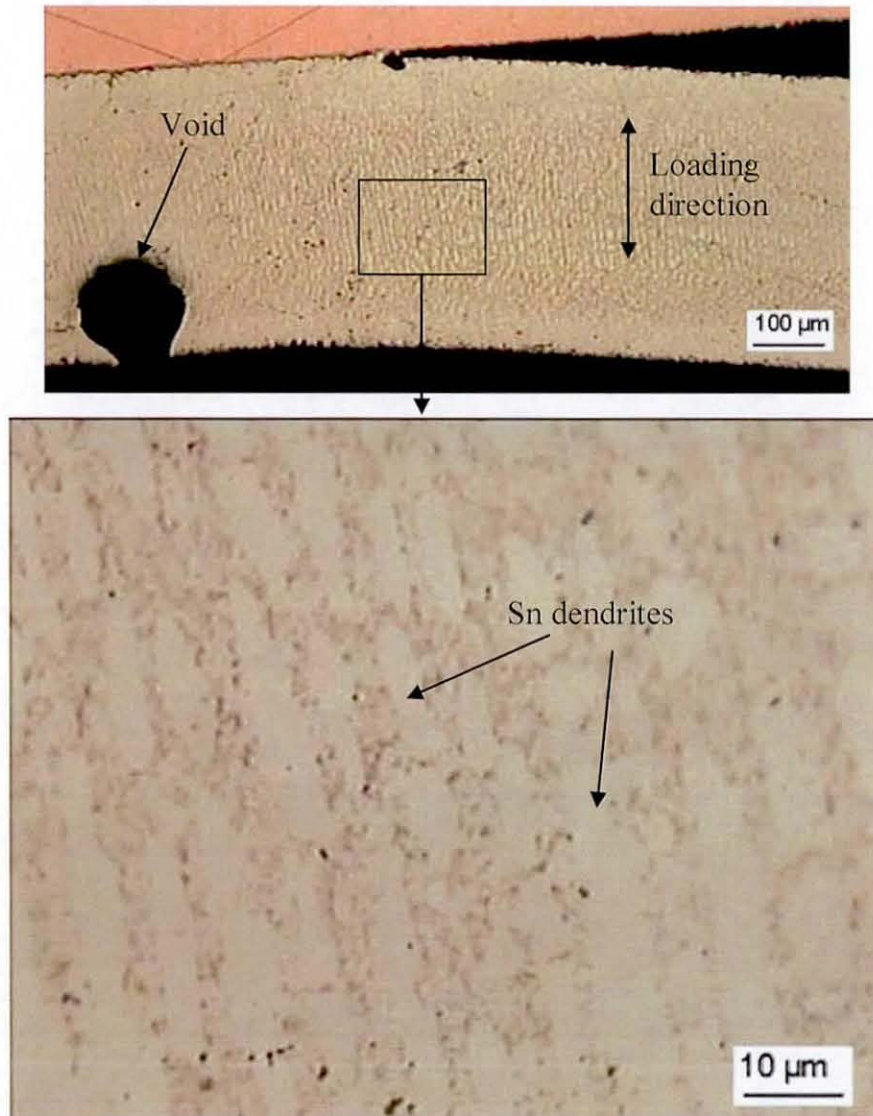 Void
Loading
direction
100 µm
Sn dendrites
10 µm